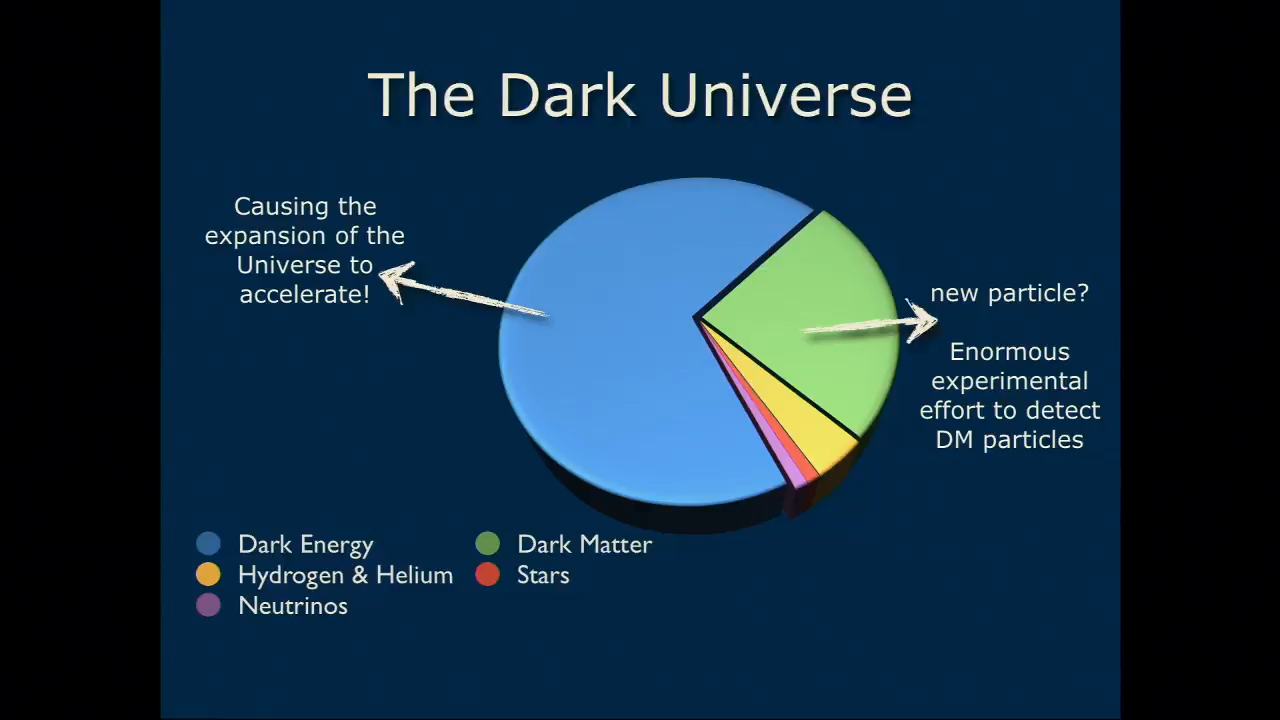 The Dark Universe
Causing the
expansion of the
Universe to
accelerate!
new particle?
Enormous
experimental
effort to detect
DM particles
Dark Energy
Dark Matter
Hydrogen & Helium
Stars
Neutrinos